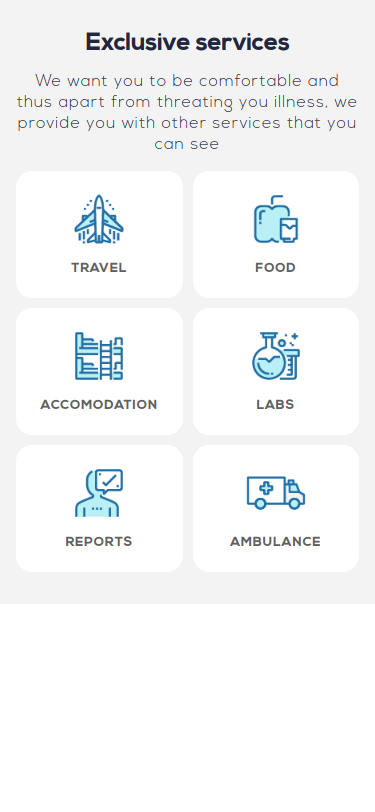 Exclusive services
We want you to be comfortable and
thus apart from threating you illness, we
provide you with other services that you
can see
TRAVEL
FOOD
ACCOMODATION
LABS
REPORTS
AMBULANCE